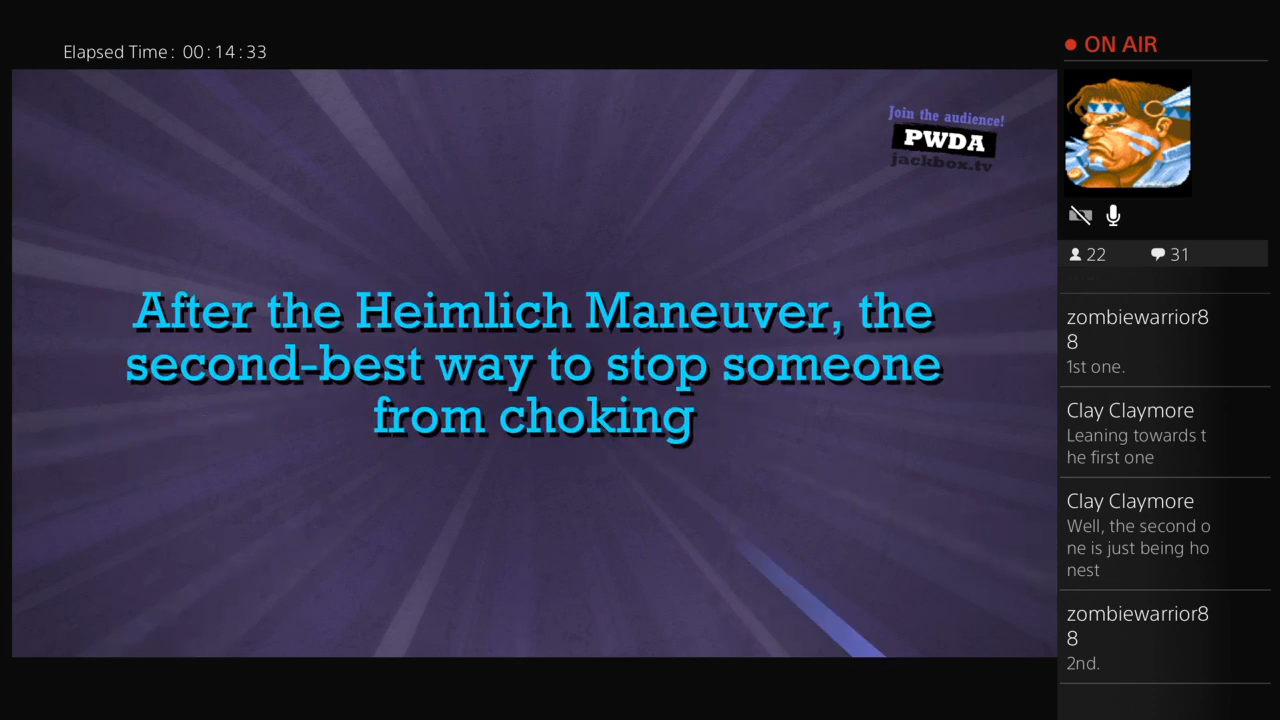 Elapsed Time: 00:14:33
ON AIR
Join the audience!
PWDA
jackbox.tv
After the Heimlich Maneuver, the
second-best way to stop someone
from choking
22 31
zombiewarrior8
8
1st one.
Clay Claymore
Leaning towards t
he first one
Clay Claymore
Well, the second o
ne is just being ho
nest
zombiewarrior8
8
2nd.